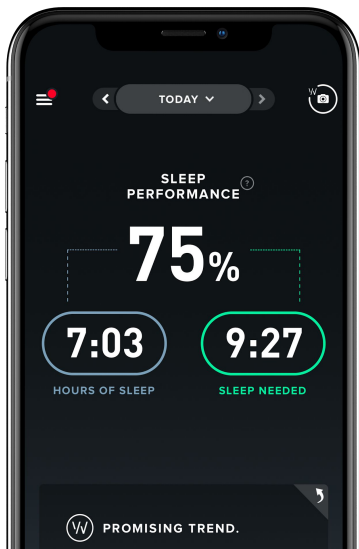 TODAY
SLEEP
PERFORMANCE ?
75%
7:03
9:27
HOURS OF SLEEP
SLEEP NEEDED
PROMISING TREND.